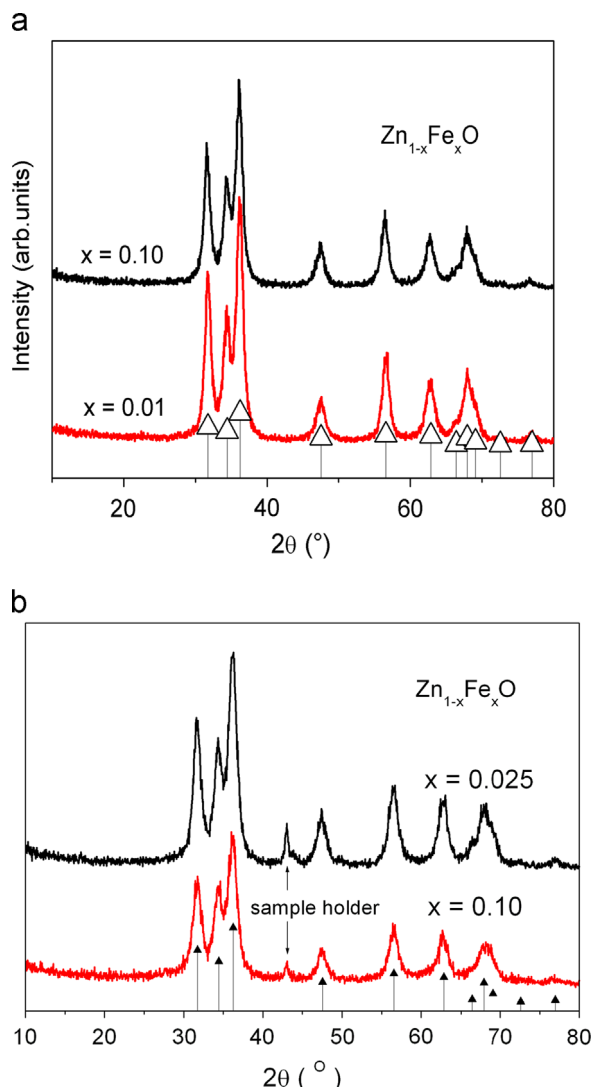 a
Intensity (arb.units)
Zn1-xFexO
x = 0.10
x = 0.01
20 40 60 80
2θ (°)
b
Zn1-xFexO
x = 0.025
sample holder
x = 0.10
10 20 30 40 50 60 70 80
2θ ( O )